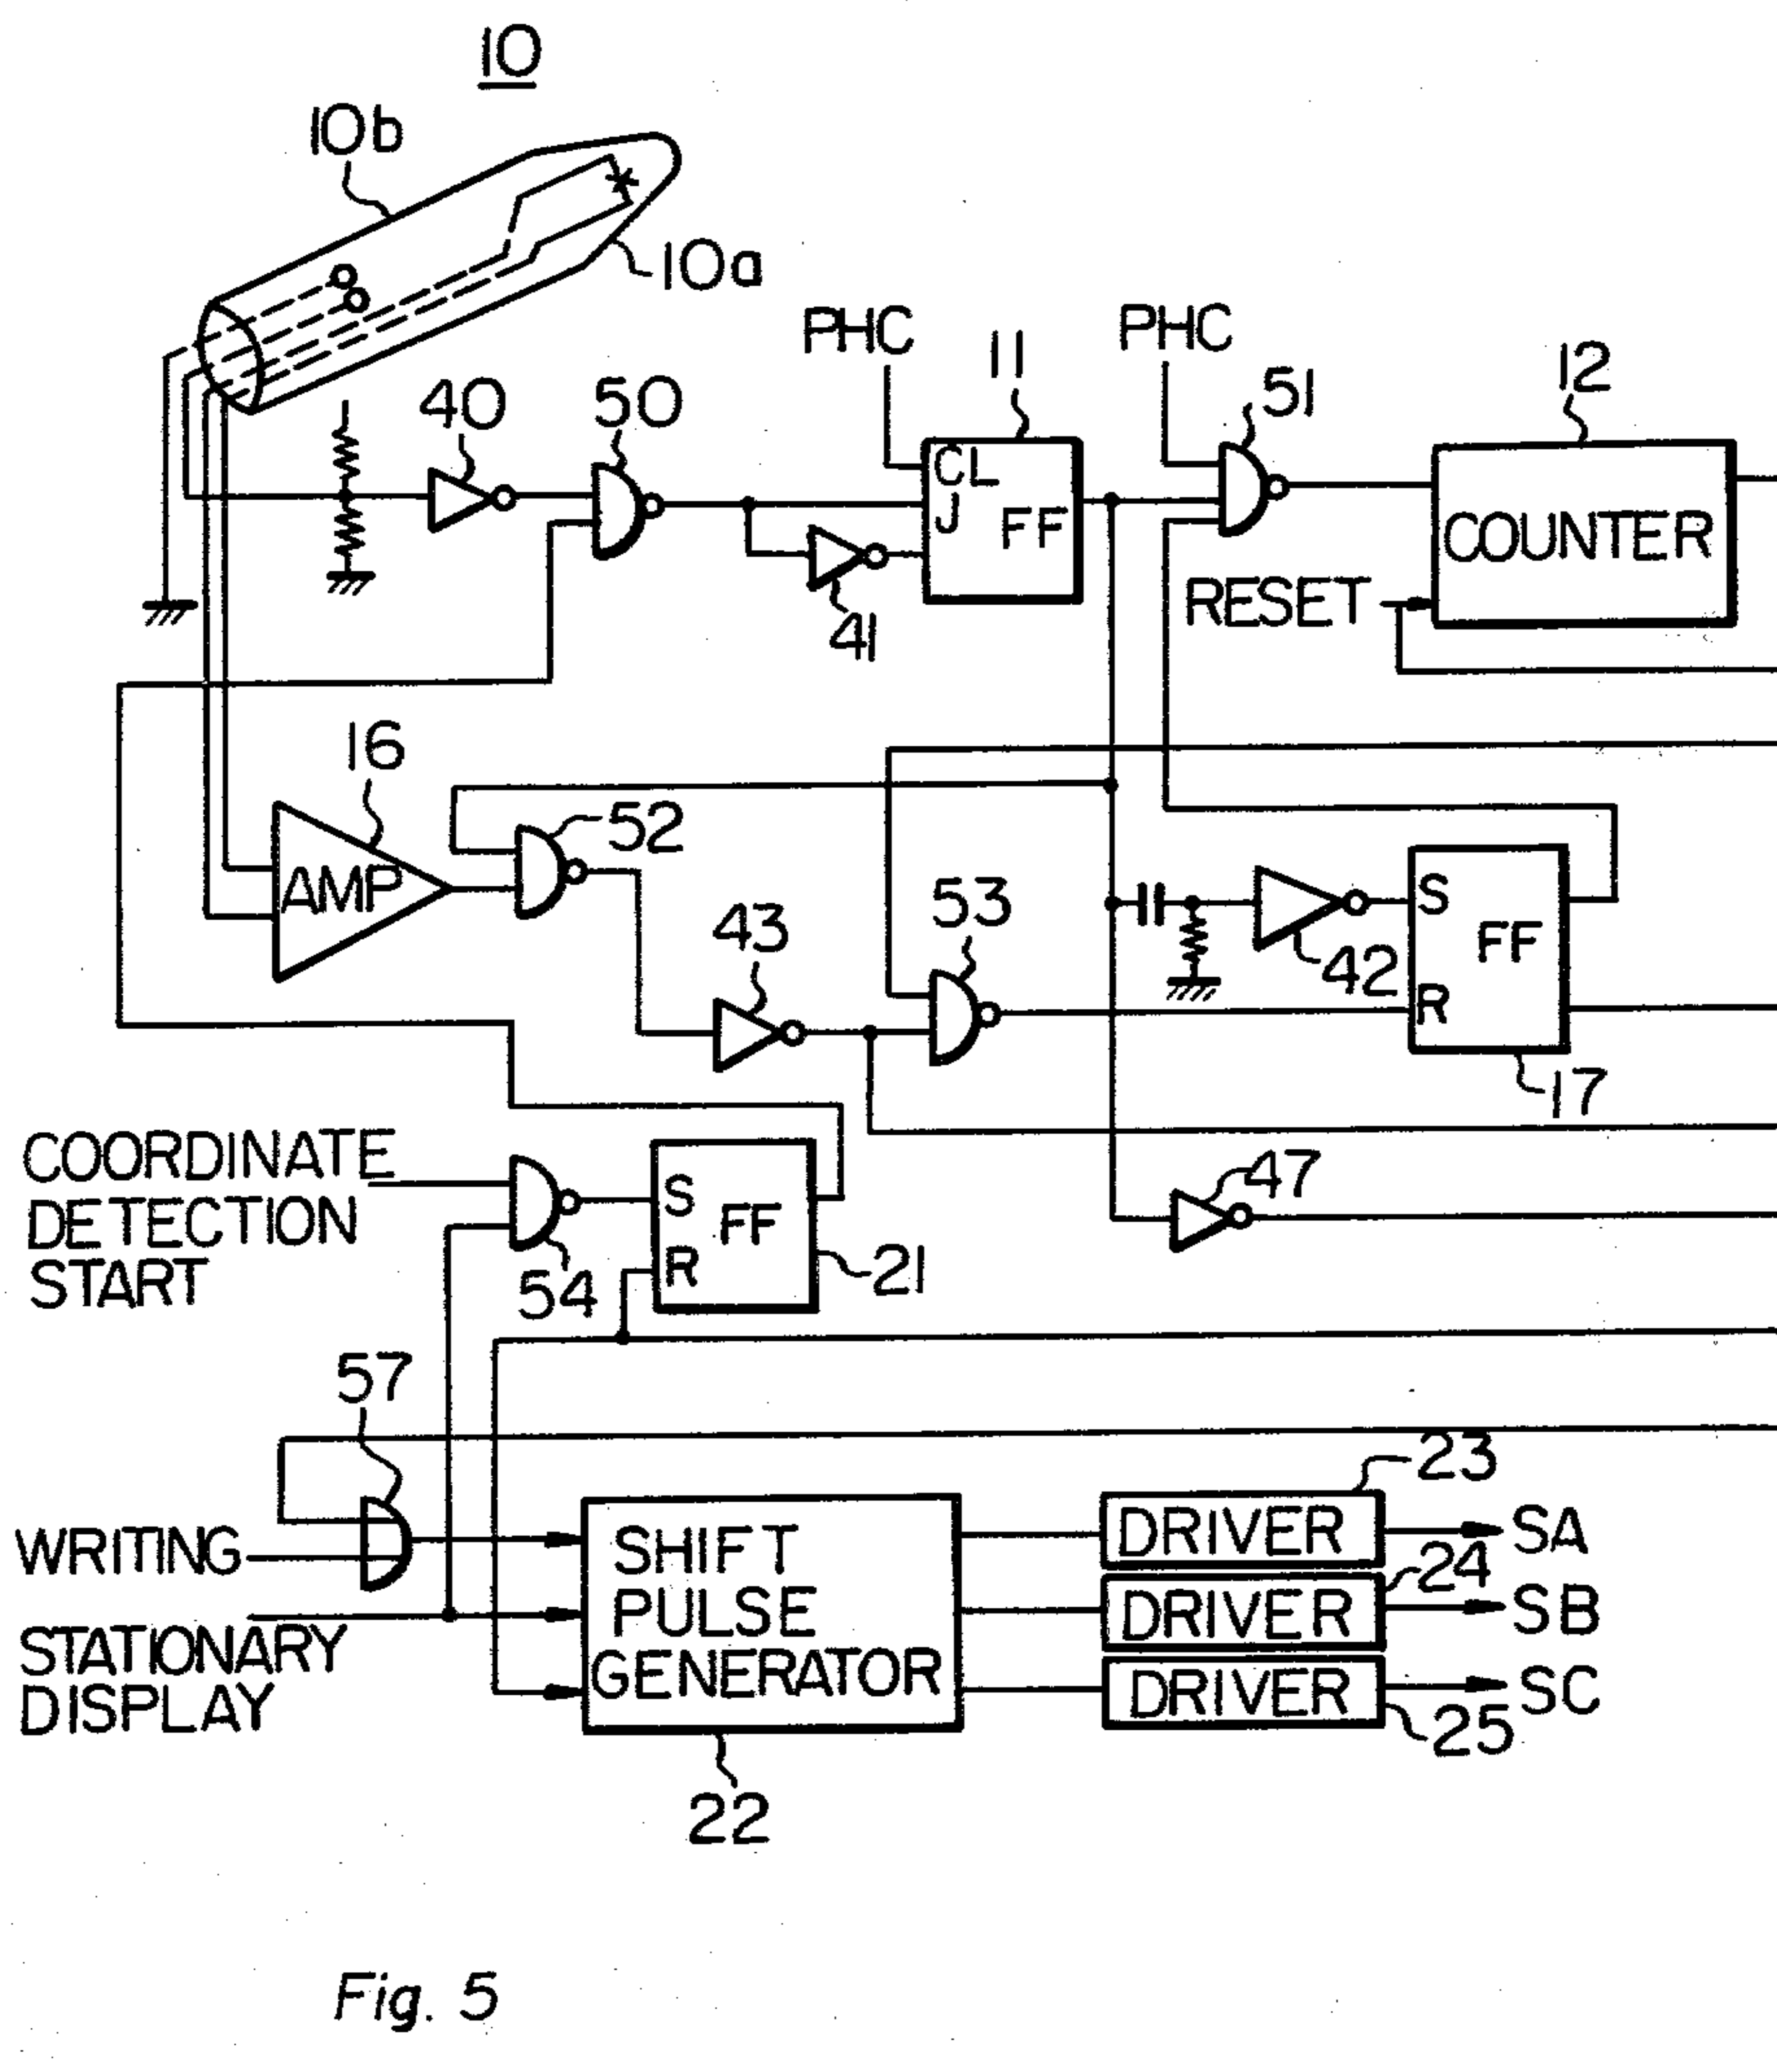 10
10b
10a
PHC
11
PHC
51
12
40
50
CL
J
FF
COUNTER
41
RESET
16
AMP
52
43
53
42
S
FF
R
17
COORDINATE
DETECTION
START
54
S
FF
R
21
47
57
WRITING
STATIONARY
DISPLAY
SHIFT
PULSE
GENERATOR
22
DRIVER
23
SA
DRIVER
24
SB
DRIVER
25
SC
Fig. 5